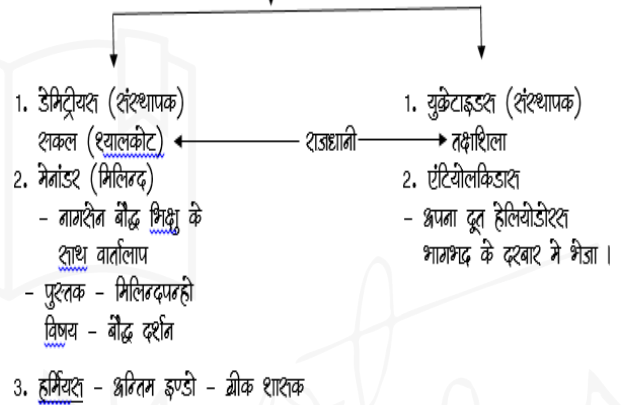 1. डेमिट्रीयस (संस्थापक)
सकल (श्यालकोट)
2. मेनांडर (मिलिन्द)
- नागसेन बौद्ध भिक्षु के
साथ वार्तालाप
- पुस्तक - मिलिन्दपन्हो
विषय - बौद्ध दर्शन
3. हर्मियस - अन्तिम इण्डो - ग्रीक शासक
राजधानी
1. युक्रेटाइडस (संस्थापक)
तक्षशिला
2. एंटियोलकिडास
- अपना दूत हेलियोडोरस
भागभद्र के दरबार मे भेजा ।